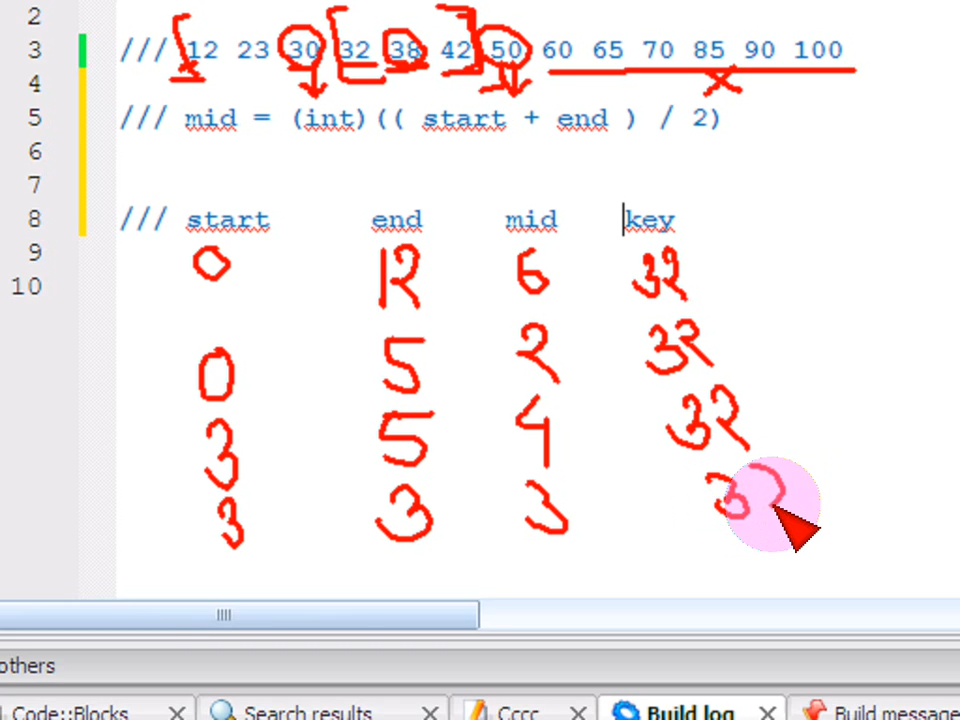 2
3 /// 12 23 30 32 38 42 50 60 65 70 85 90 100
4
5 /// mid = (int)(( start + end ) / 2)
6
7
8 /// start end mid key
9 0 12 6 32
10
0 5 2 32
3 5 4 32
3 3 3 32
others
Code::Blocks Search results Cccc Build log Build message